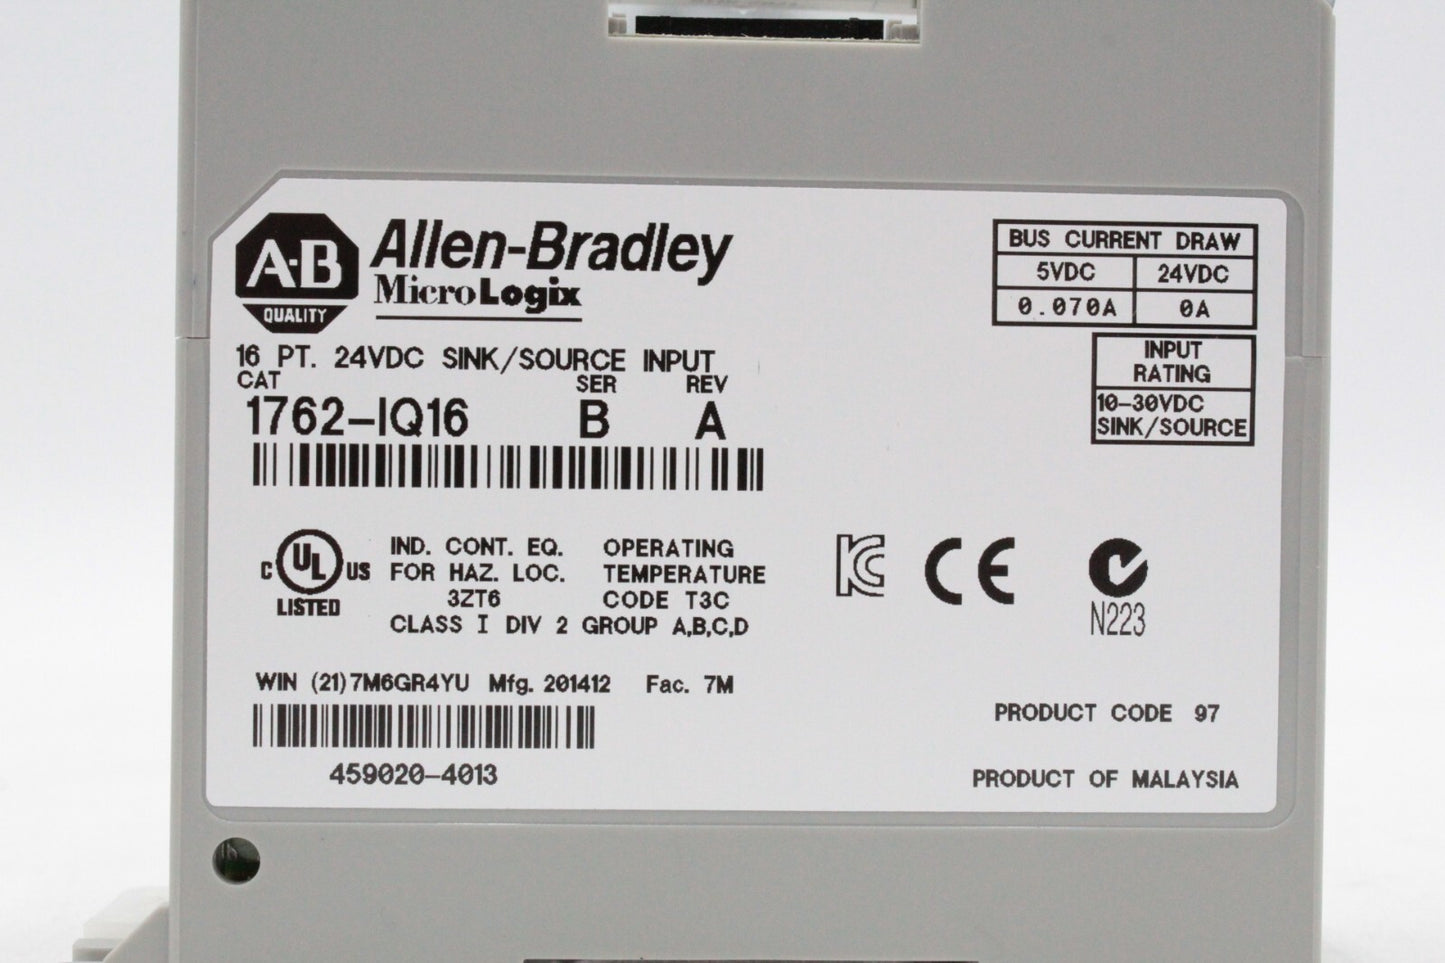 A-B
QUALITY
Allen-Bradley
MicroLogix
16 PT. 24VDC SINK/SOURCE INPUT
CAT SER REV
1762-IQ16 B A
BUS CURRENT DRAW
5VDC 24VDC
0.070A 0A
INPUT
RATING
10-30VDC
SINK/SOURCE
C UL US
LISTED
IND. CONT. EQ.
FOR HAZ. LOC.
3ZT6
OPERATING
TEMPERATURE
CODE T3C
CLASS I DIV 2 GROUP A,B,C,D
KC
CE
N223
WIN (21)7M6GR4YU Mfg. 201412 Fac. 7M
459020-4013
PRODUCT CODE 97
PRODUCT OF MALAYSIA